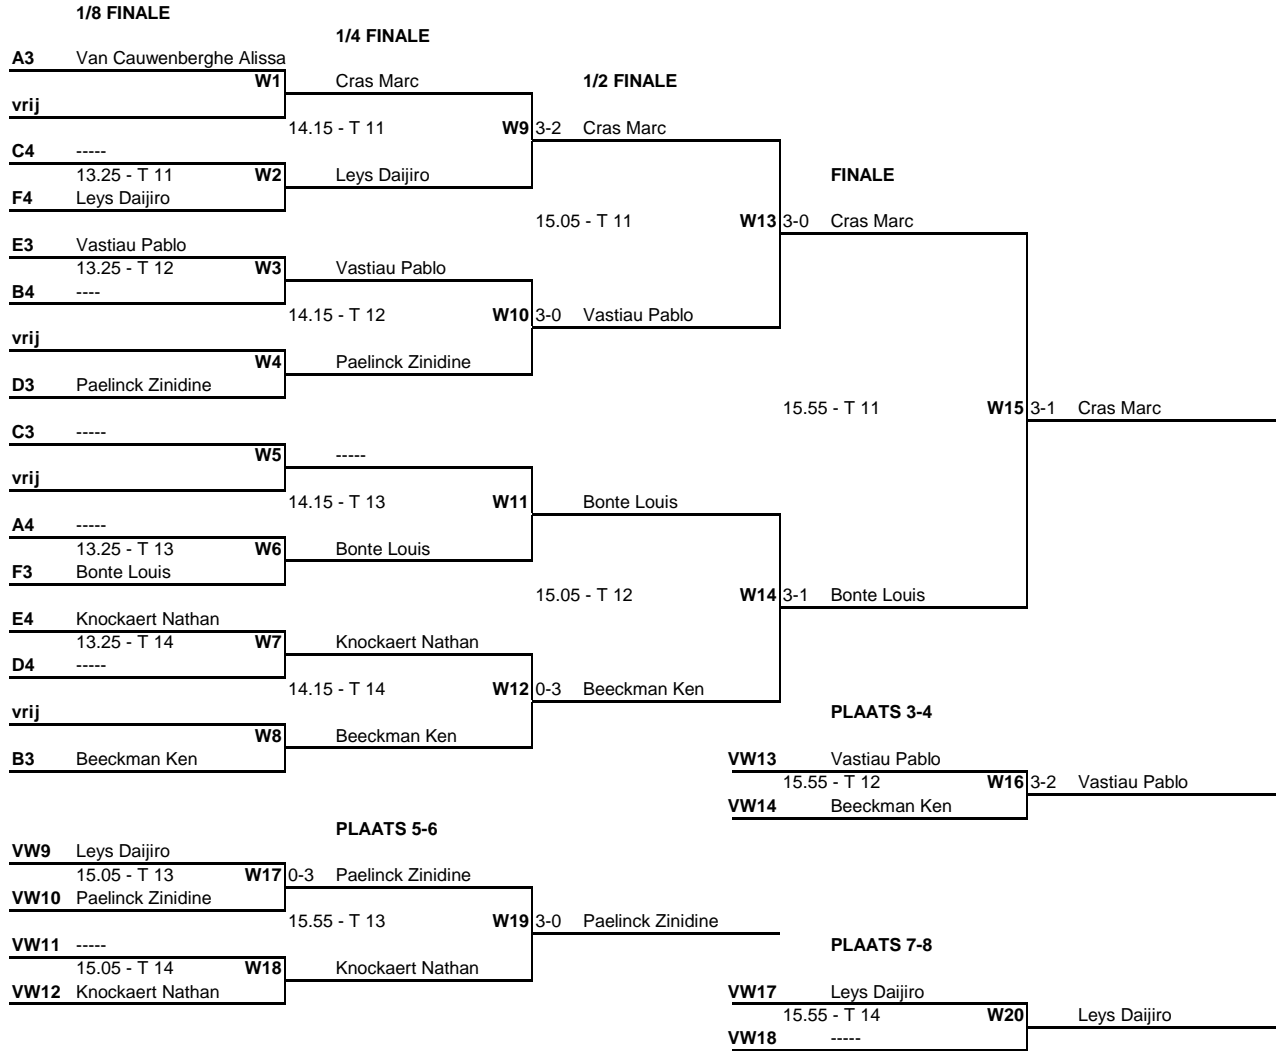 1/8 FINALE
1/4 FINALE
A3 Van Cauwenberghe Alissa
W1 Cras Marc 1/2 FINALE
vrij
14.15 - T 11 W9 3-2 Cras Marc
C4 -----
13.25 - T 11 W2 Leys Daijiro FINALE
F4 Leys Daijiro
15.05 - T 11 W13 3-0 Cras Marc
E3 Vastiau Pablo
13.25 - T 12 W3 Vastiau Pablo
B4 ----
14.15 - T 12 W10 3-0 Vastiau Pablo
vrij
W4 Paelinck Zinidine
D3 Paelinck Zinidine
15.55 - T 11 W15 3-1 Cras Marc
C3 -----
W5 -----
vrij
14.15 - T 13 W11 Bonte Louis
A4 -----
13.25 - T 13 W6 Bonte Louis
F3 Bonte Louis
15.05 - T 12 W14 3-1 Bonte Louis
E4 Knockaert Nathan
13.25 - T 14 W7 Knockaert Nathan
D4 -----
14.15 - T 14 W12 0-3 Beeckman Ken
vrij PLAATS 3-4
W8 Beeckman Ken
B3 Beeckman Ken VW13 Vastiau Pablo
15.55 - T 12 W16 3-2 Vastiau Pablo
VW14 Beeckman Ken
PLAATS 5-6
VW9 Leys Daijiro
15.05 - T 13 W17 0-3 Paelinck Zinidine
VW10 Paelinck Zinidine
15.55 - T 13 W19 3-0 Paelinck Zinidine
VW11 ----- PLAATS 7-8
15.05 - T 14 W18 Knockaert Nathan
VW12 Knockaert Nathan VW17 Leys Daijiro
15.55 - T 14 W20 Leys Daijiro
VW18 -----